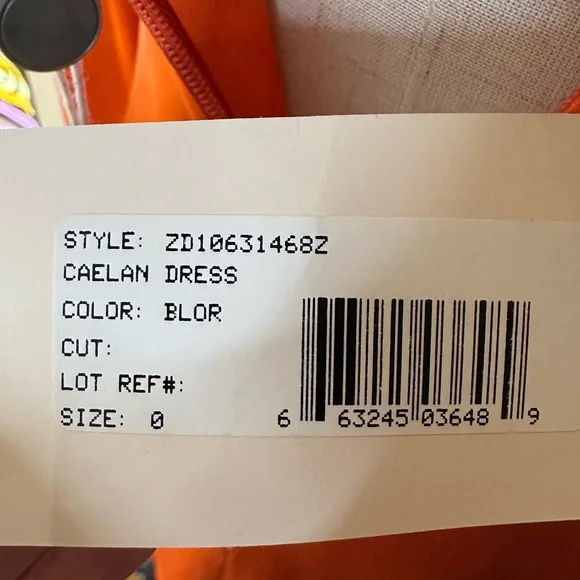 STYLE: ZD10631468Z
CAELAN DRESS
COLOR: BLOR
CUT:
LOT REF#:
SIZE: 0
6 63245 03648 9